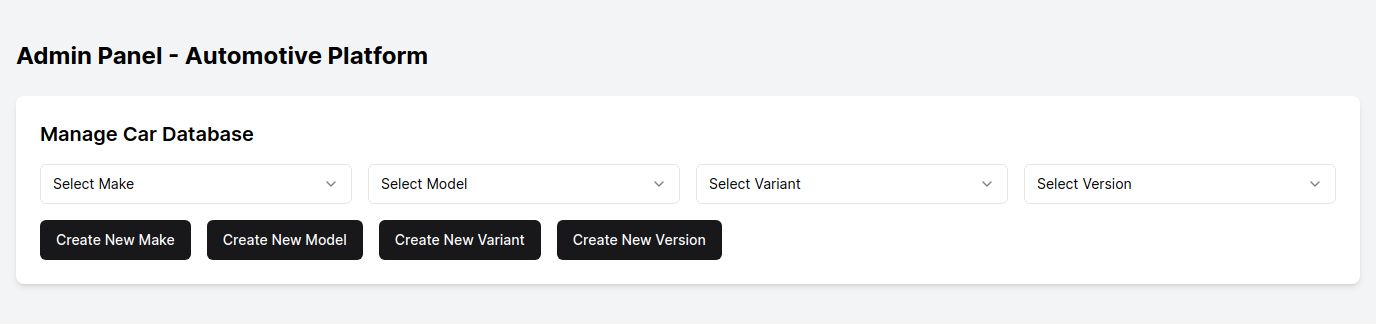 Admin Panel - Automotive Platform
Manage Car Database
Select Make Select Model Select Variant Select Version
Create New Make Create New Model Create New Variant Create New Version